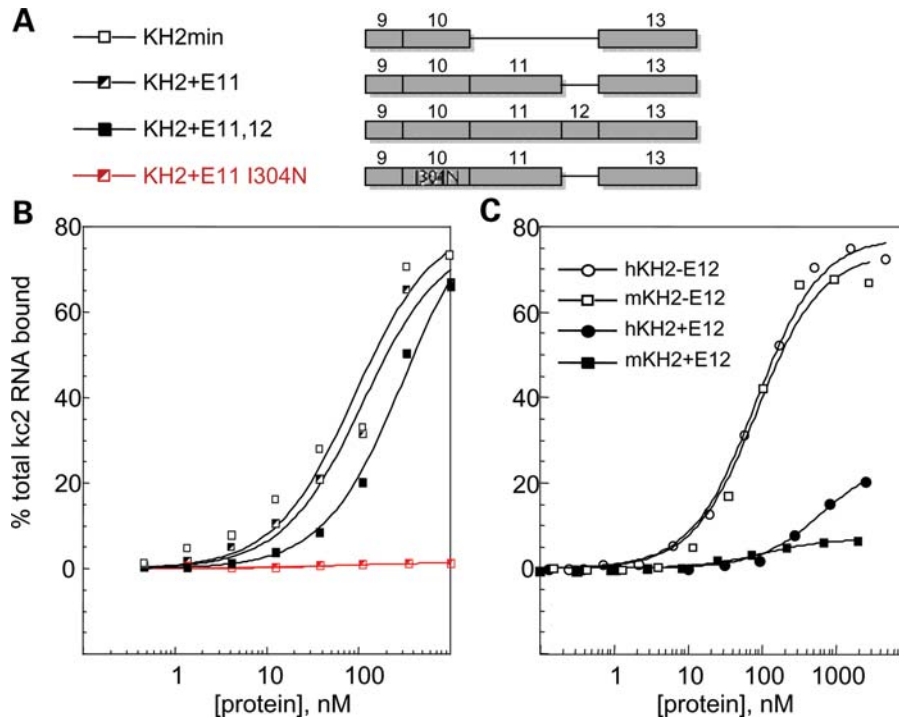 A
KH2min
KH2+E11
KH2+E11,12
KH2+E11 I304N
9 10 13
9 10 11 13
9 10 11 12 13
9 10 11 13
I304N
B
% total kc2 RNA bound
80
60
40
20
0
1 10 100
[protein], nM
C
hKH2-E12
mKH2-E12
hKH2+E12
mKH2+E12
80
60
40
20
0
1 10 100 1000
[protein], nM